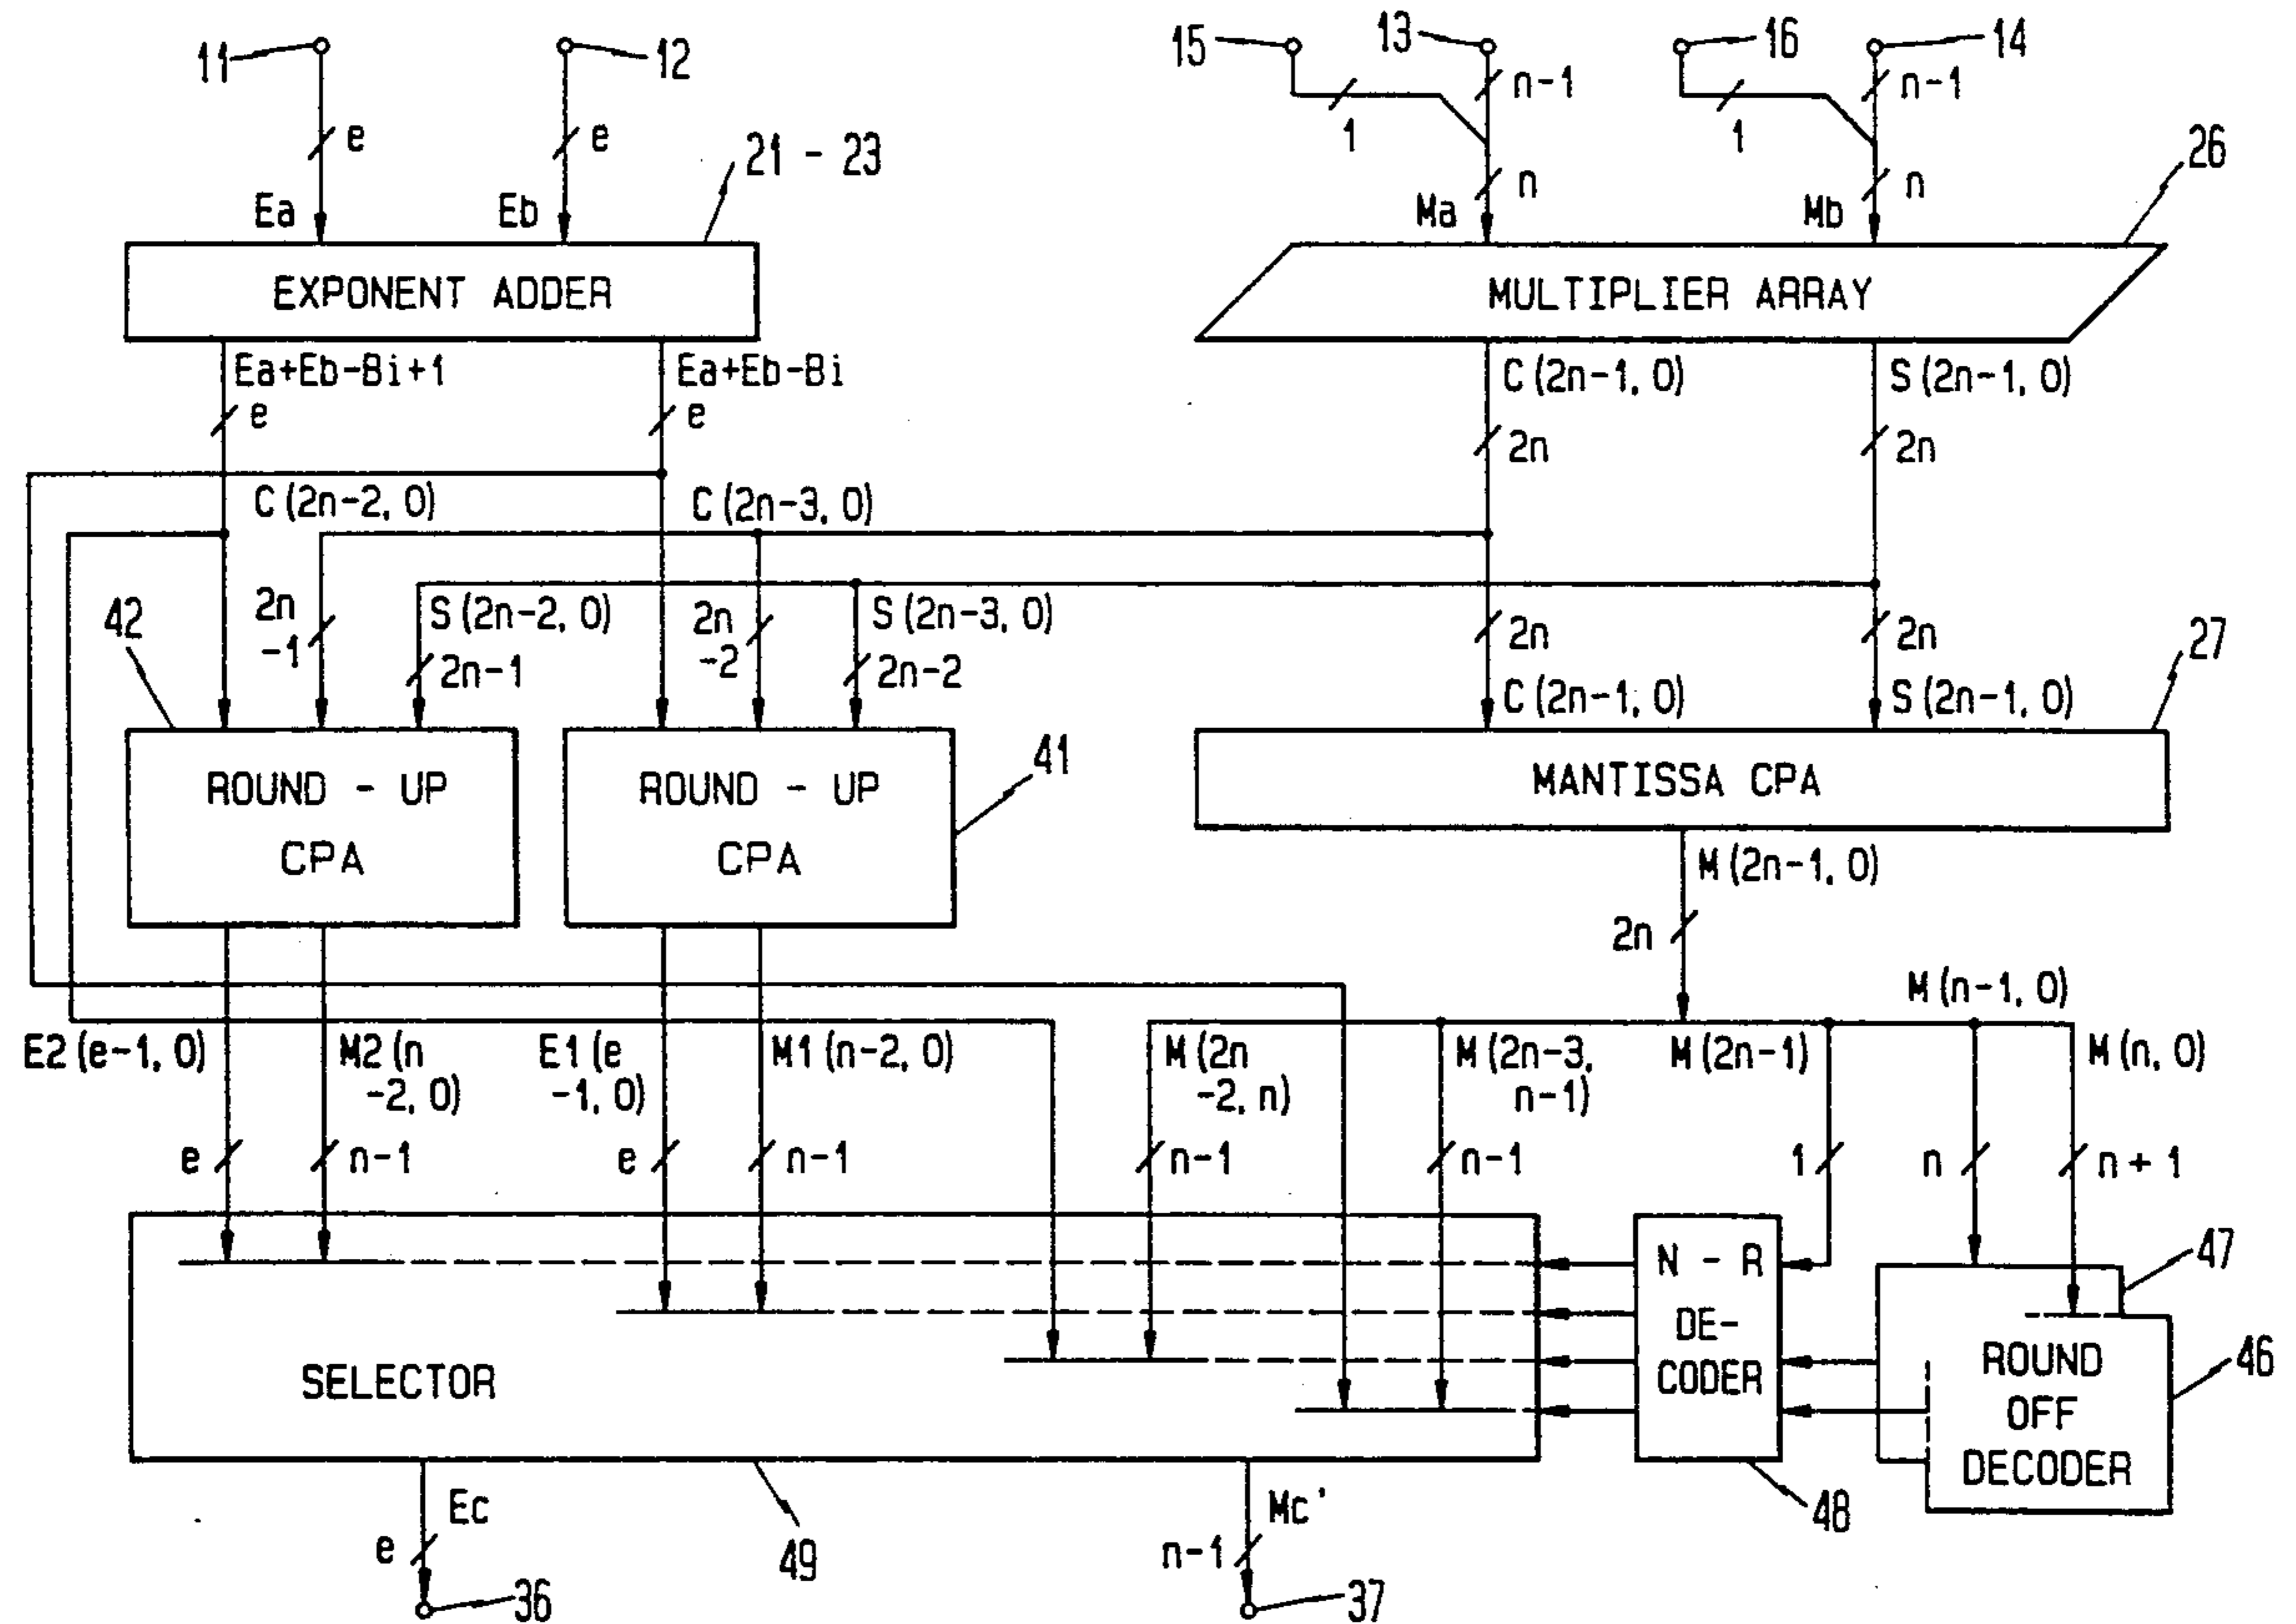 11
12
15
13
16
14
e
e
1
n-1
1
n-1
21 - 23
26
Ea
Eb
Ma
n
Mb
n
EXPONENT ADDER
MULTIPLIER ARRAY
Ea+Eb-Bi+1
e
Ea+Eb-Bi
e
C (2n-1, 0)
S (2n-1, 0)
2n
2n
C (2n-2, 0)
C (2n-3, 0)
42
2n
-1
S (2n-2, 0)
2n-1
2n
-2
S (2n-3, 0)
2n-2
2n
2n
27
C (2n-1, 0)
S (2n-1, 0)
ROUND - UP
CPA
ROUND - UP
CPA
41
MANTISSA CPA
M (2n-1, 0)
2n
M (n-1, 0)
E2 (e-1, 0)
M2 (n
-2, 0)
E1 (e
-1, 0)
M1 (n-2, 0)
M (2n
-2, n)
M (2n-3,
n-1)
M (2n-1)
M (n, 0)
e
n-1
e
n-1
n-1
n-1
1
n
n + 1
SELECTOR
N - R
DE-
CODER
47
ROUND
OFF
DECODER
46
Ec
e
49
Mc'
n-1
48
36
37